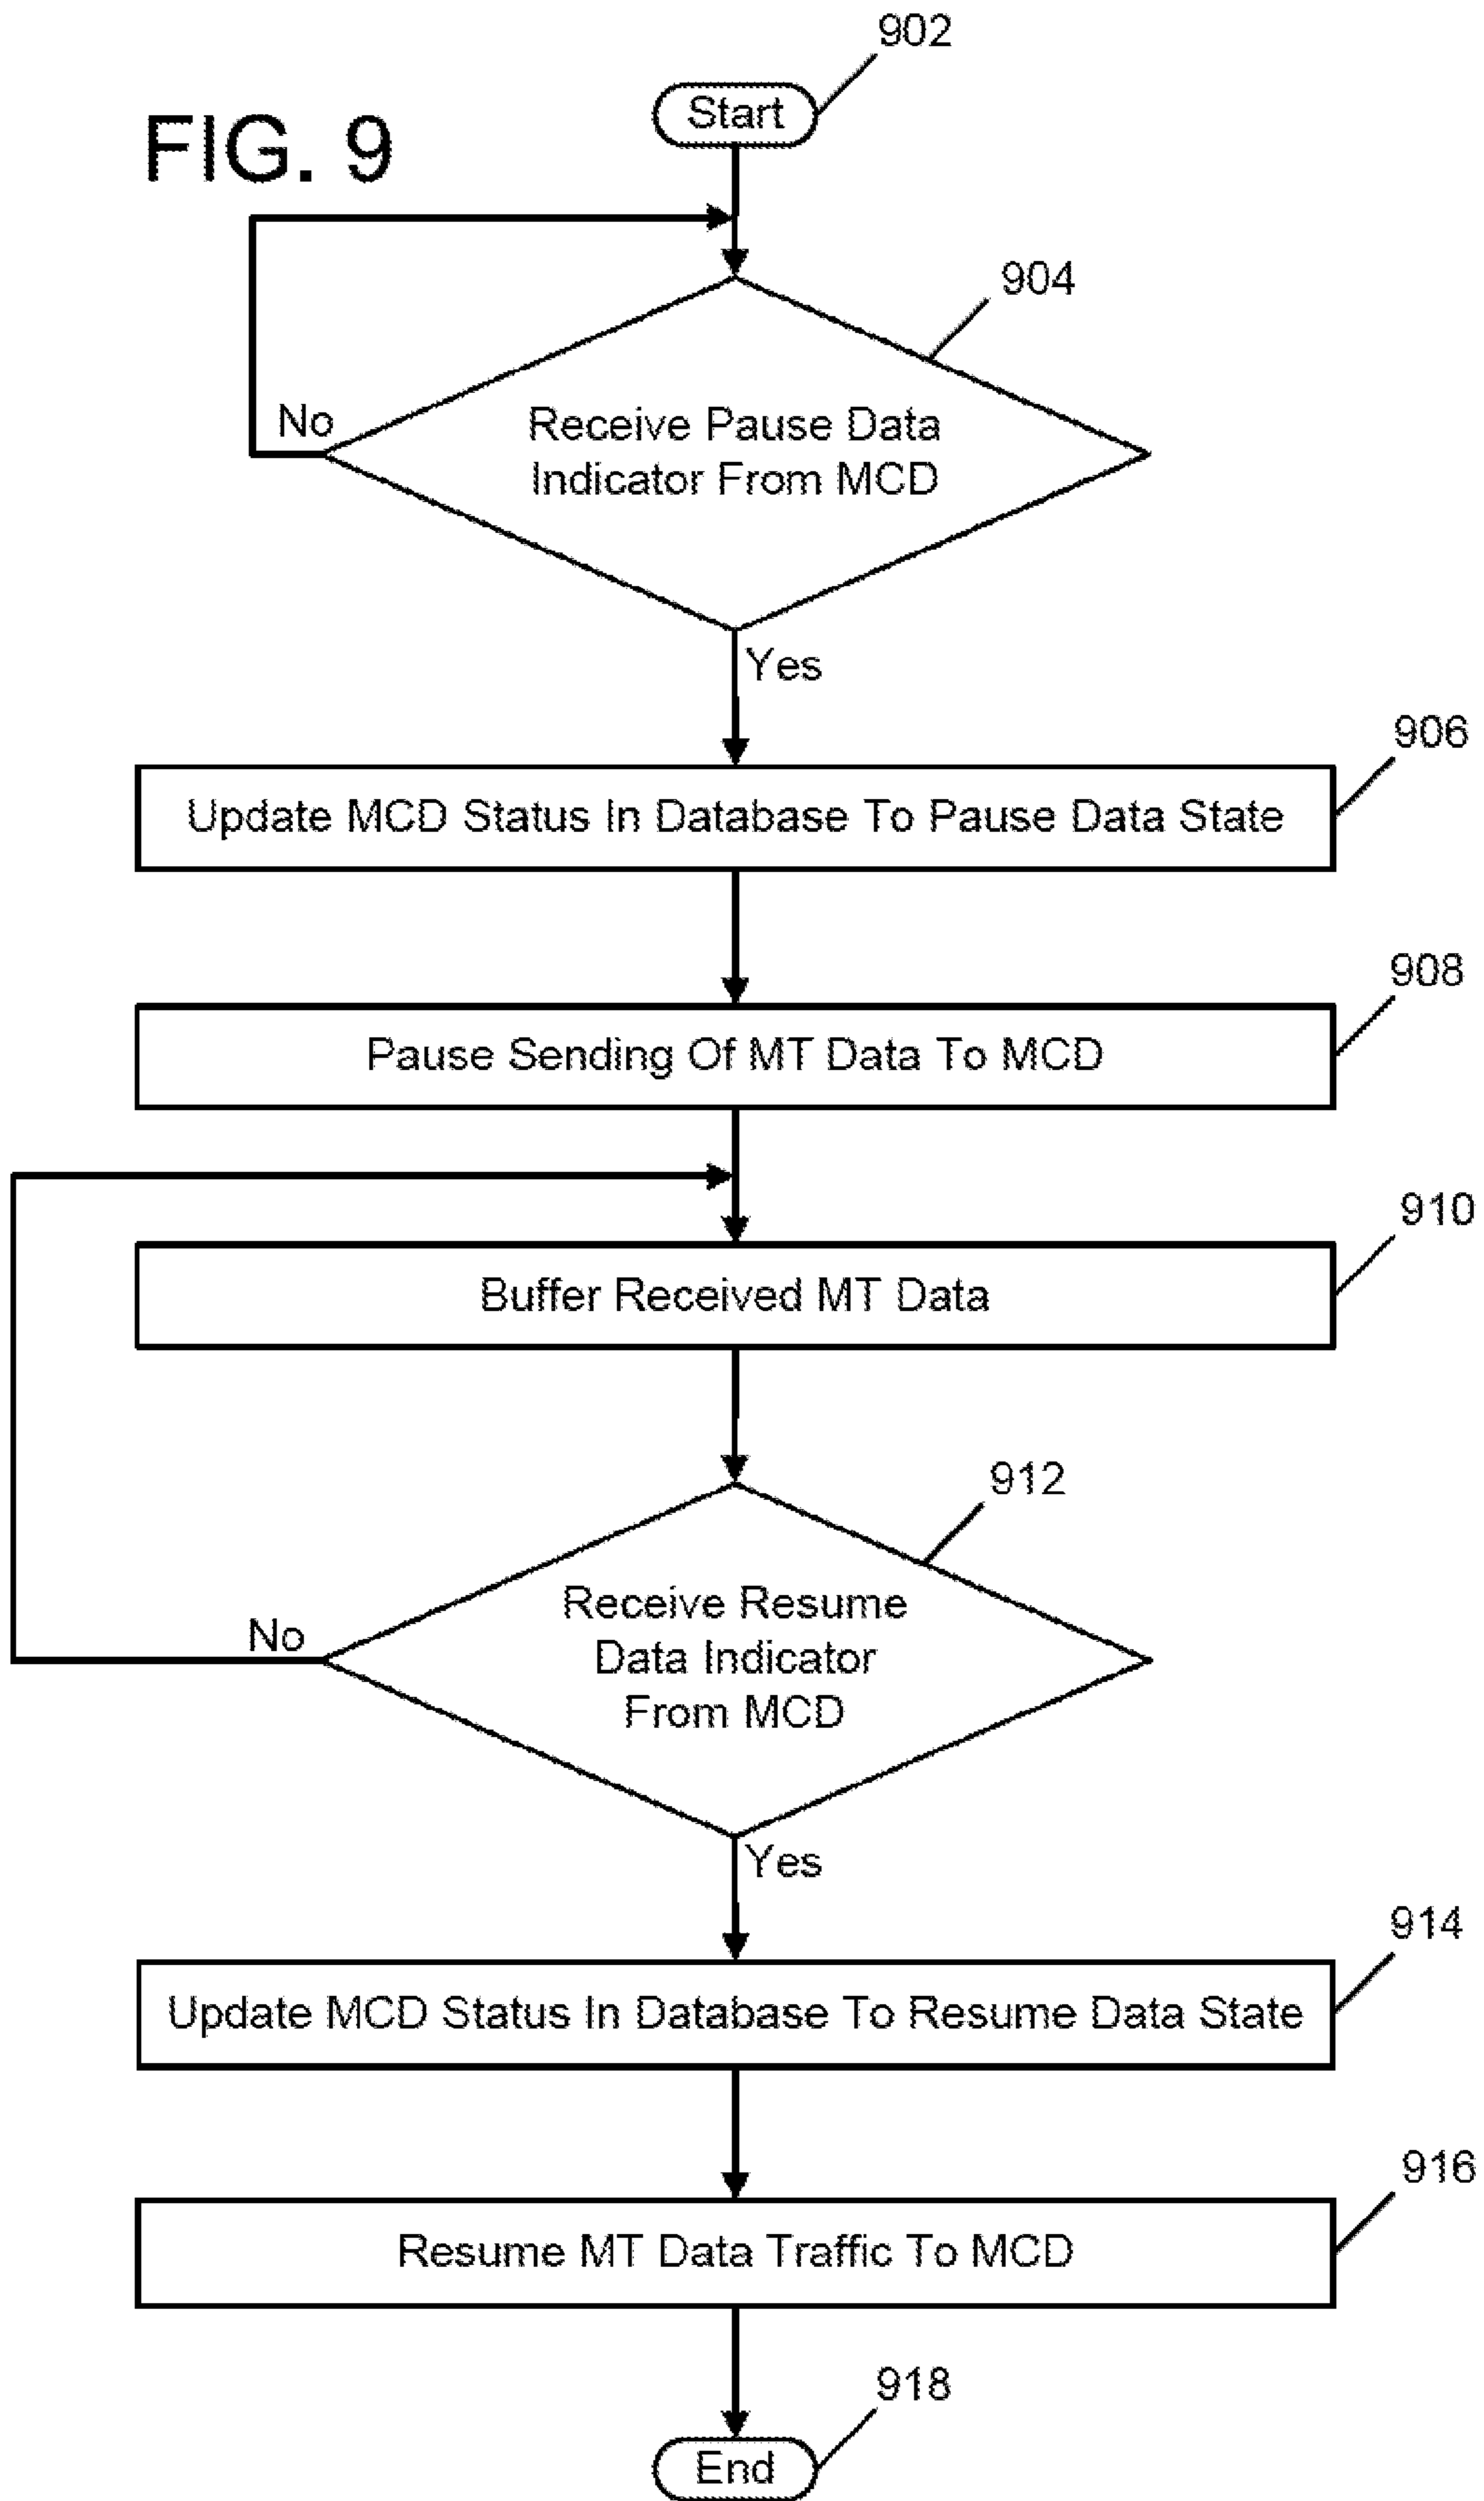 902
Start
FIG. 9
904
No
Receive Pause Data
Indicator From MCD
Yes
906
Update MCD Status In Database To Pause Data State
908
Pause Sending Of MT Data To MCD
910
Buffer Received MT Data
912
Receive Resume
Data Indicator
From MCD
No
Yes
914
Update MCD Status In Database To Resume Data State
916
Resume MT Data Traffic To MCD
918
End